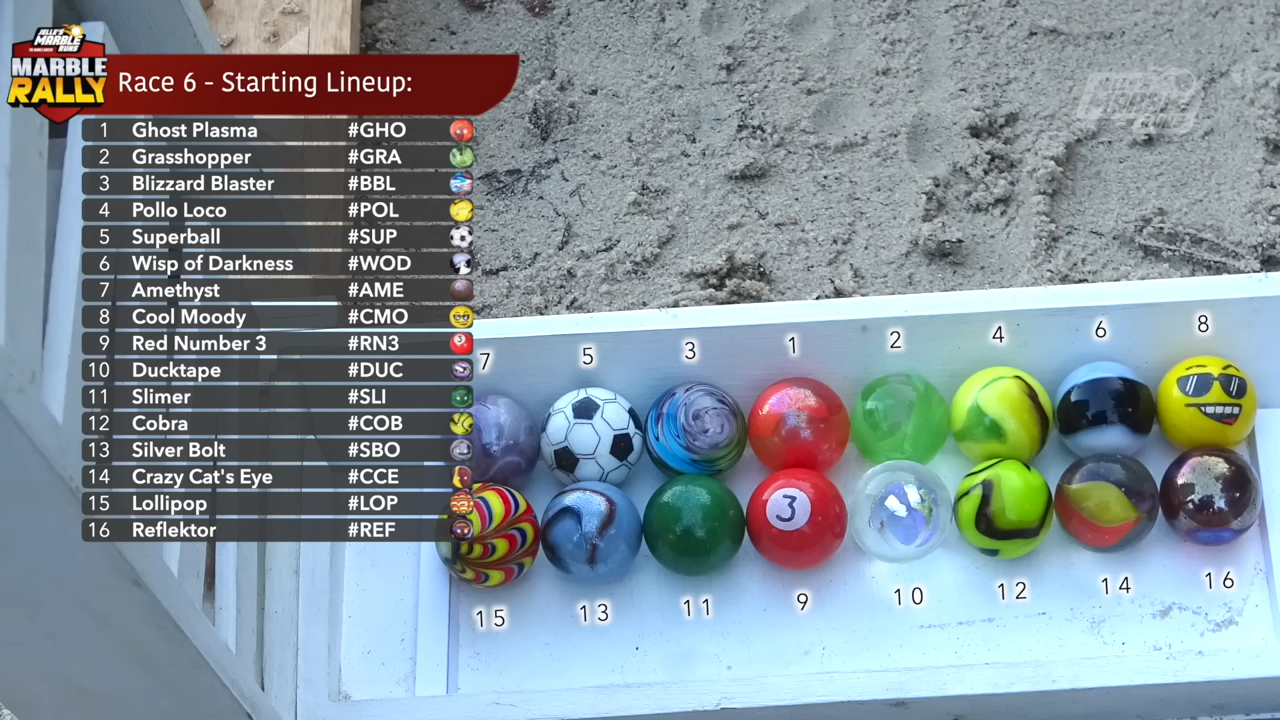 JELLE'S
MARBLE
RUNS
MARBLE
RALLY
Race 6 - Starting Lineup:
1 Ghost Plasma #GHO
2 Grasshopper #GRA
3 Blizzard Blaster #BBL
4 Pollo Loco #POL
5 Superball #SUP
6 Wisp of Darkness #WOD
7 Amethyst #AME
8 Cool Moody #CMO
9 Red Number 3 #RN3
10 Ducktape #DUC
11 Slimer #SLI
12 Cobra #COB
13 Silver Bolt #SBO
14 Crazy Cat's Eye #CCE
15 Lollipop #LOP
16 Reflektor #REF
7 5 3 1 2 4 6 8
3
15 13 11 9 10 12 14 16